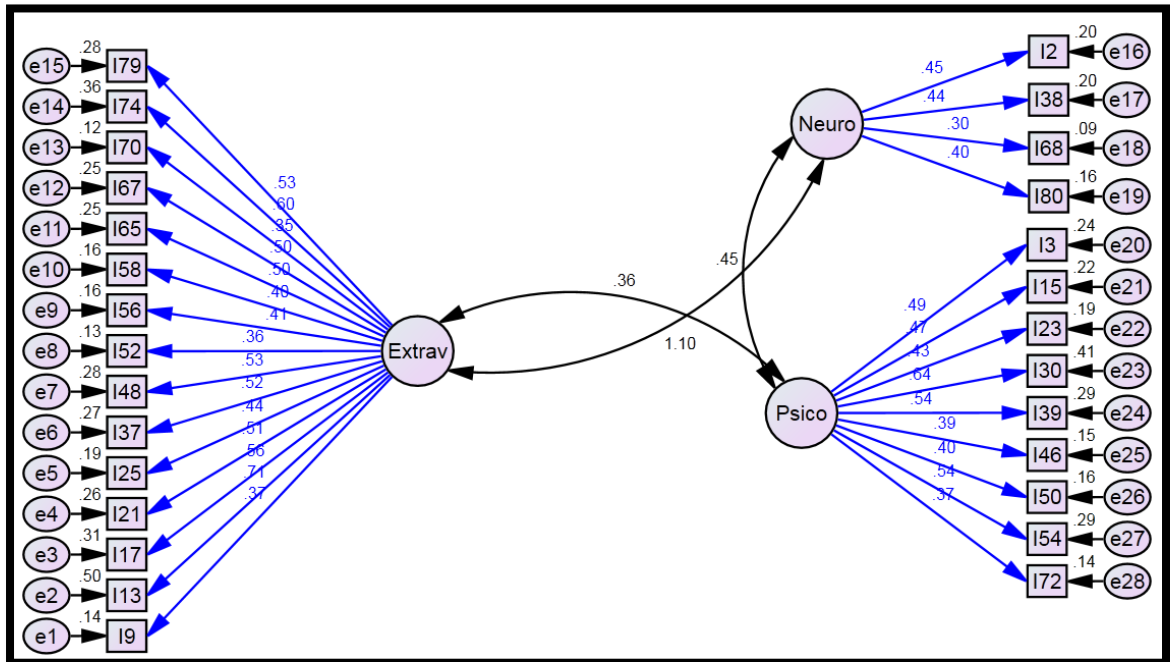 e15 .28 I79
e14 .36 I74
e13 .12 I70
e12 .25 I67
e11 .25 I65
e10 .16 I58
e9 .16 I56
e8 .13 I52
e7 .28 I48
e6 .27 I37
e5 .19 I25
e4 .26 I21
e3 .31 I17
e2 .50 I13
e1 .14 I9
.53
.60
.35
.50
.50
.40
.41
.36
.53
.52
.44
.51
.56
.71
.37
Extrav
.36
.45
1.10
Neuro
.45
.44
.30
.40
I2 .20 e16
I38 .20 e17
I68 .09 e18
I80 .16 e19
Psico
.49
.47
.43
.64
.54
.39
.40
.54
.37
I3 .24 e20
I15 .22 e21
I23 .19 e22
I30 .41 e23
I39 .29 e24
I46 .15 e25
I50 .16 e26
I54 .29 e27
I72 .14 e28